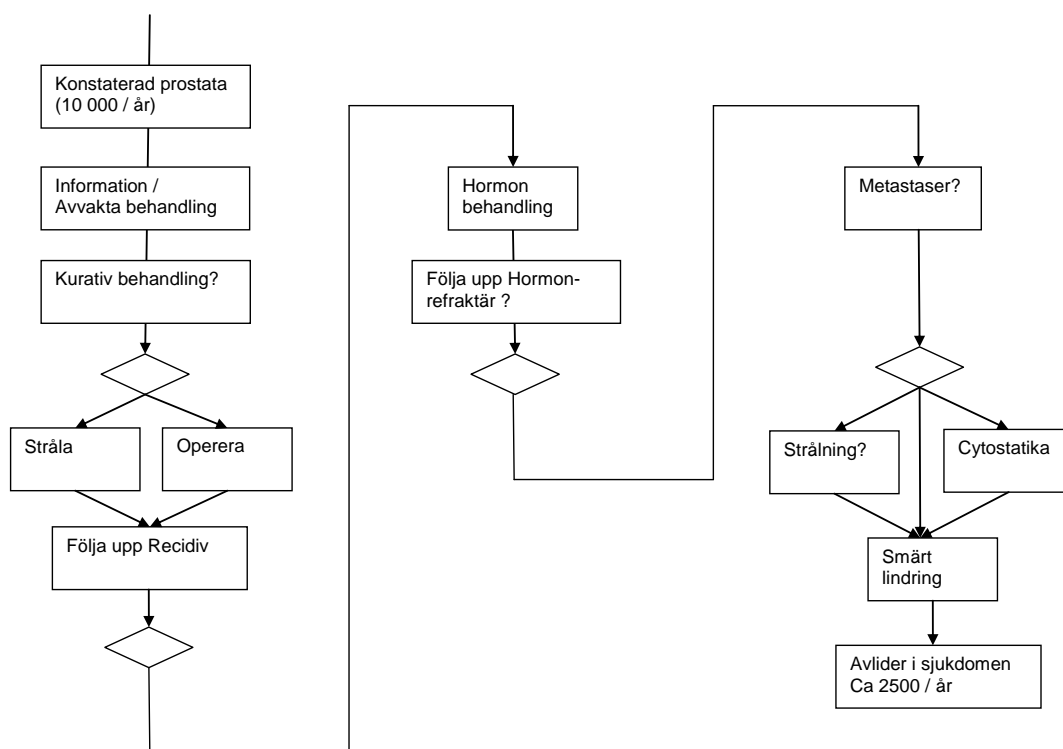 Konstaterad prostata
(10 000 / år)
Information /
Avvakta behandling
Kurativ behandling?
Stråla
Operera
Följa upp Recidiv
Hormon
behandling
Följa upp Hormon-
refraktär ?
Metastaser?
Strålning?
Cytostatika
Smärt
lindring
Avlider i sjukdomen
Ca 2500 / år